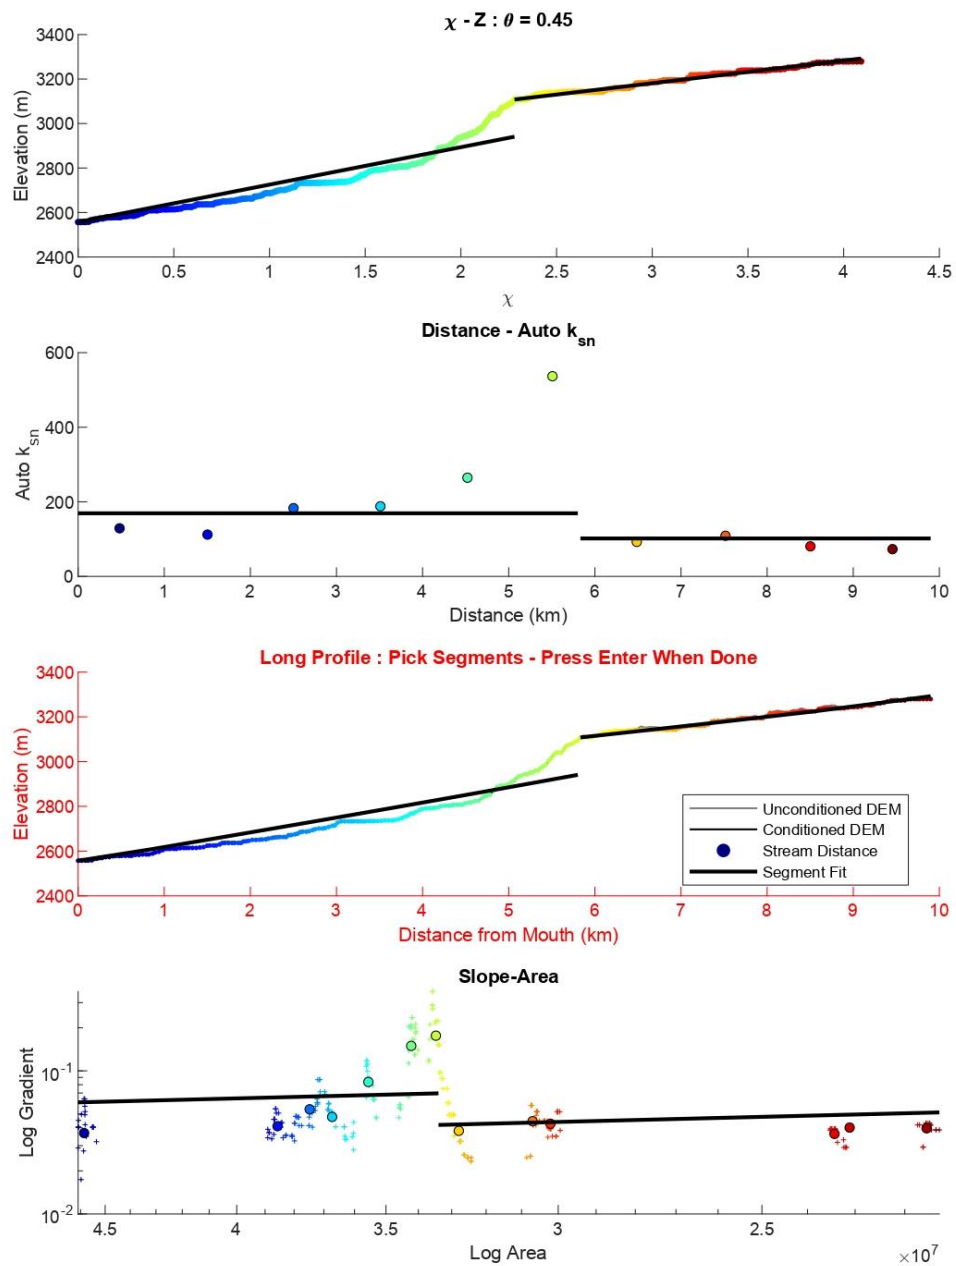 χ - Z : θ = 0.45
3400
3200
3000
2800
2600
2400
Elevation (m)
0 0.5 1 1.5 2 2.5 3 3.5 4 4.5
χ
Distance - Auto k_sn
600
400
200
0
Auto k_sn
0 1 2 3 4 5 6 7 8 9 10
Distance (km)
Long Profile : Pick Segments - Press Enter When Done
3400
3200
3000
2800
2600
2400
Elevation (m)
Unconditioned DEM
Conditioned DEM
Stream Distance
Segment Fit
0 1 2 3 4 5 6 7 8 9 10
Distance from Mouth (km)
Slope-Area
10^-1
10^-2
Log Gradient
4.5 4 3.5 3 2.5
Log Area
×10^7